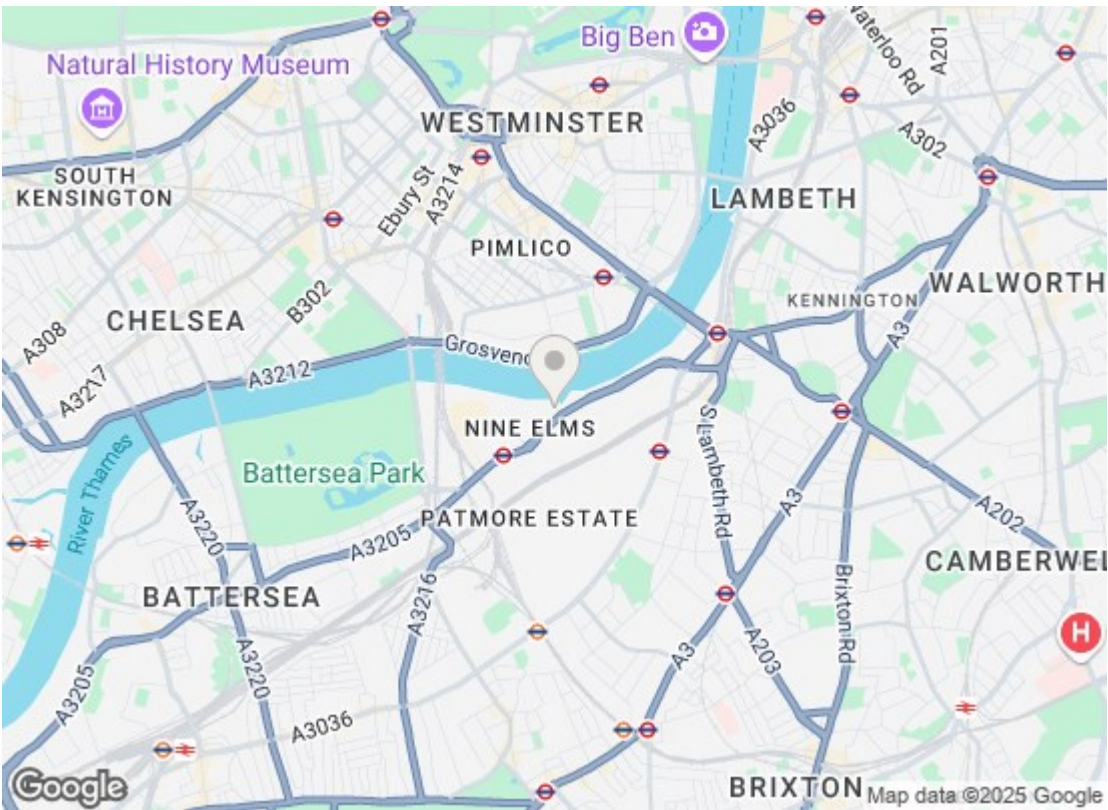 Big Ben
Natural History Museum
Waterloo Rd
A201
A3036
WESTMINSTER
A302
SOUTH
KENSINGTON
Ebury St
A3214
LAMBETH
PIMLICO
WALWORTH
B302
KENNINGTON
CHELSEA
A308
A3
Grosveno
A3212
A3217
NINE ELMS
River Thames
Battersea Park
S Lambeth Rd
A3
A202
A3220
PATMORE ESTATE
A3205
CAMBERWEL
BATTERSEA
A3216
Brixton Rd
H
A3220
A3
A203
A3205
A3036
BRIXTON
Google
Map data ©2025 Google